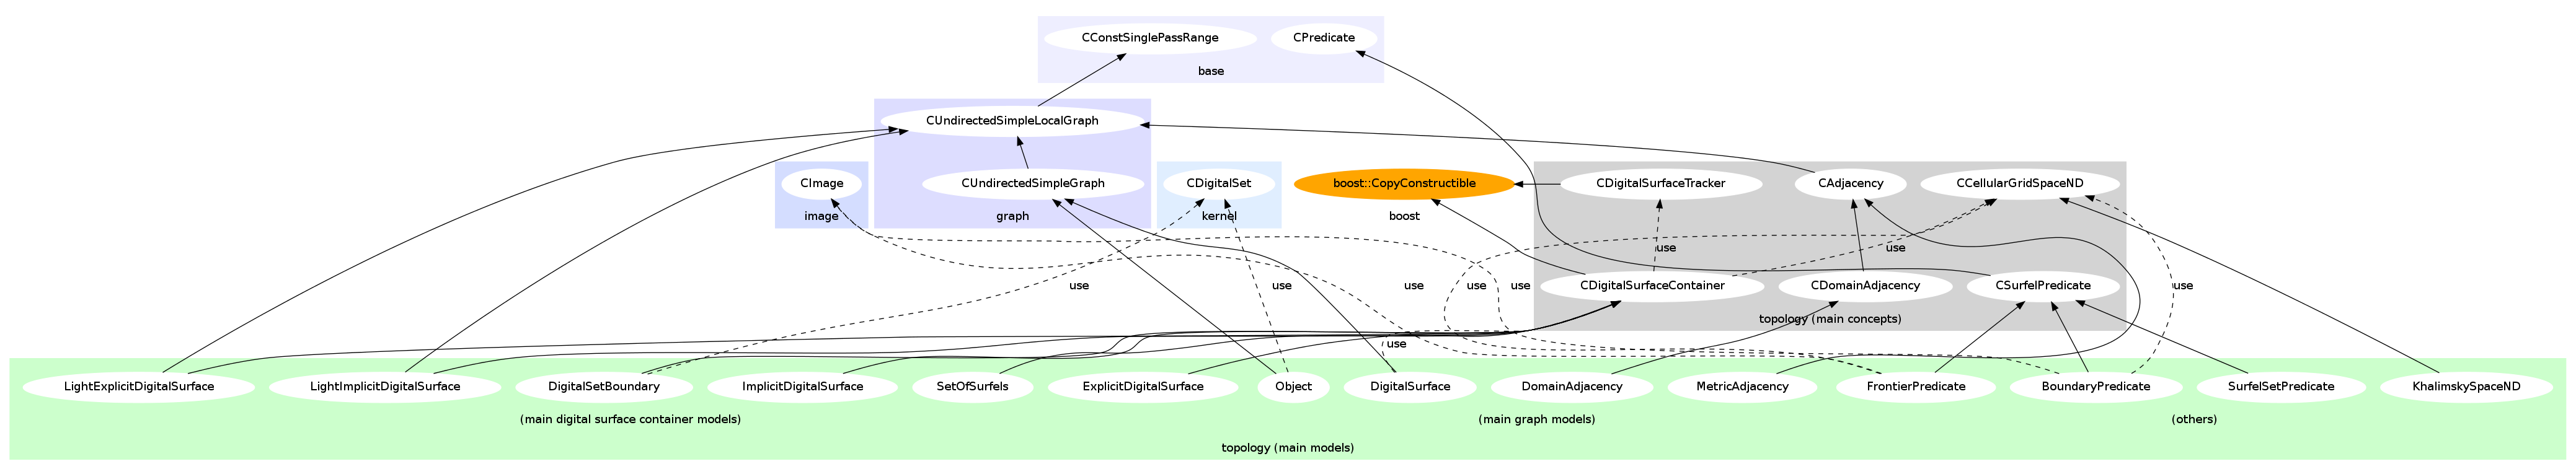 CConstSinglePassRange CPredicate
base
CUndirectedSimpleLocalGraph
CImage CUndirectedSimpleGraph CDigitalSet boost::CopyConstructible CDigitalSurfaceTracker CAdjacency CCellularGridSpaceND
image graph kernel boost
use use
use use use use use use
CDigitalSurfaceContainer CDomainAdjacency CSurfelPredicate
topology (main concepts)
use
LightExplicitDigitalSurface LightImplicitDigitalSurface DigitalSetBoundary ImplicitDigitalSurface SetOfSurfels ExplicitDigitalSurface Object DigitalSurface DomainAdjacency MetricAdjacency FrontierPredicate BoundaryPredicate SurfelSetPredicate KhalimskySpaceND
(main digital surface container models) (main graph models) (others)
topology (main models)